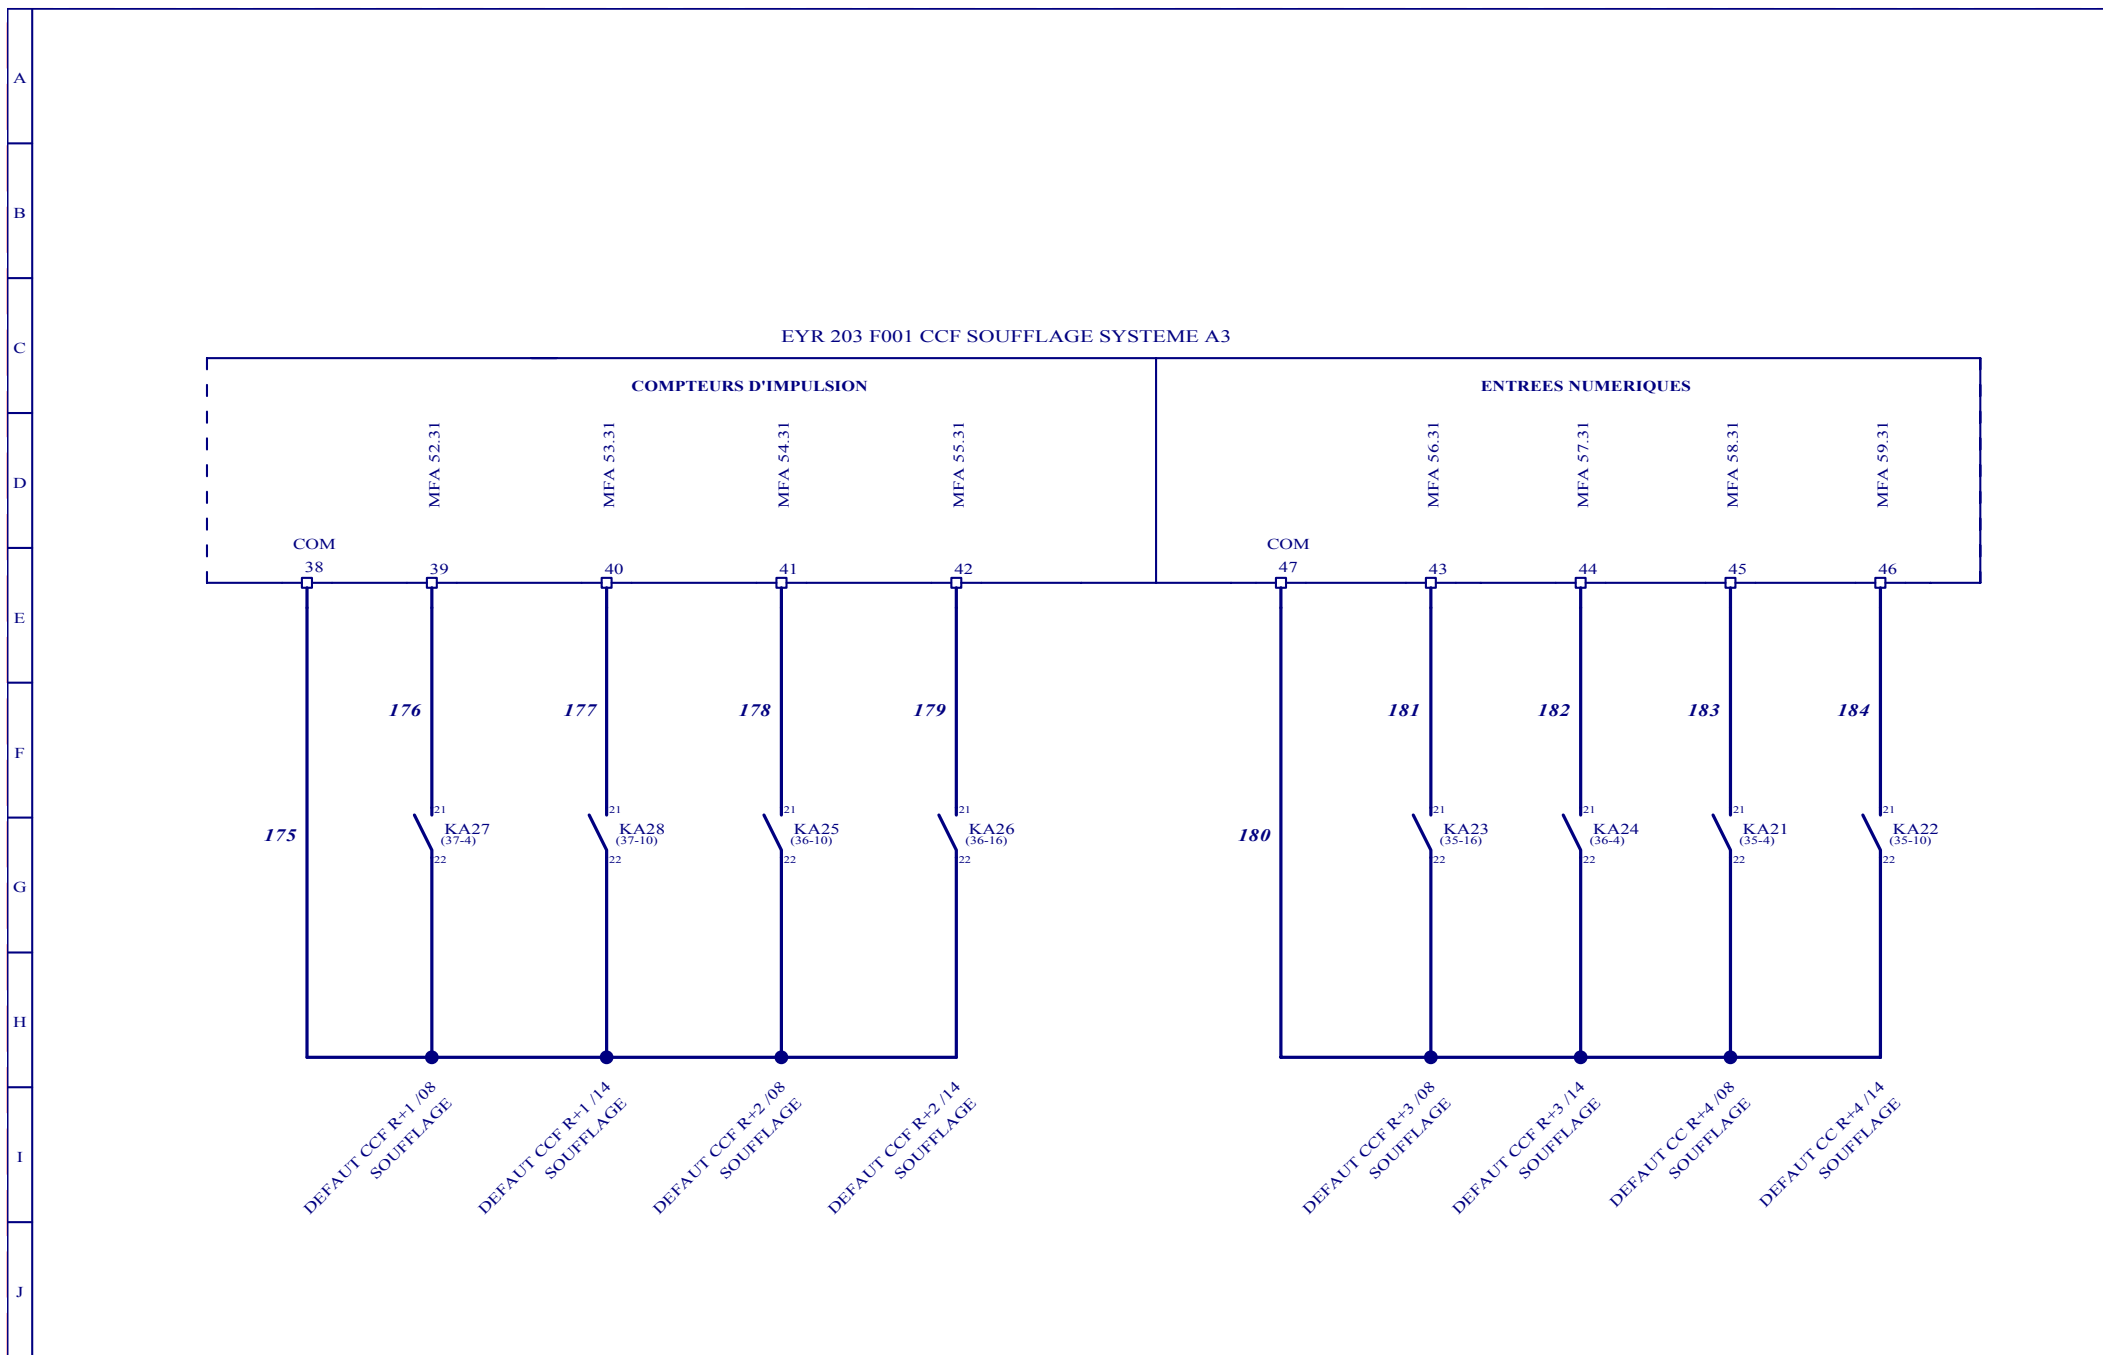 A
B
C
D
E
F
G
H
I
J
EYR 203 F001 CCF SOUFFLAGE SYSTEME A3
COMPTEURS D'IMPULSION
ENTREES NUMERIQUES
MFA 52.31
MFA 53.31
MFA 54.31
MFA 55.31
MFA 56.31
MFA 57.31
MFA 58.31
MFA 59.31
COM
COM
38
39
40
41
42
47
43
44
45
46
176
177
178
179
181
182
183
184
175
180
21
KA27
(37-4)
22
21
KA28
(37-10)
22
21
KA25
(36-10)
22
21
KA26
(36-16)
22
21
KA23
(35-16)
22
21
KA24
(36-4)
22
21
KA21
(35-4)
22
21
KA22
(35-10)
22
DEFAUT CCF R+1 /08
SOUFFLAGE
DEFAUT CCF R+1 /14
SOUFFLAGE
DEFAUT CCF R+2 /08
SOUFFLAGE
DEFAUT CCF R+2 /14
SOUFFLAGE
DEFAUT CCF R+3 /08
SOUFFLAGE
DEFAUT CCF R+3 /14
SOUFFLAGE
DEFAUT CC R+4 /08
SOUFFLAGE
DEFAUT CC R+4 /14
SOUFFLAGE